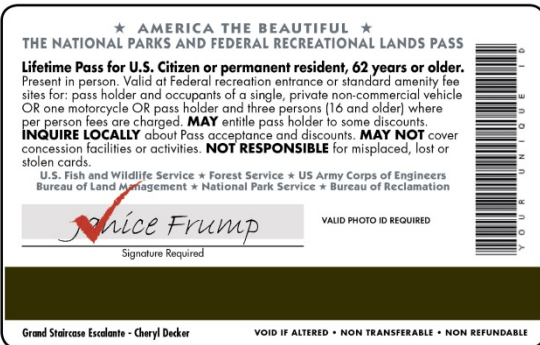 ★ AMERICA THE BEAUTIFUL ★
THE NATIONAL PARKS AND FEDERAL RECREATIONAL LANDS PASS
Lifetime Pass for U.S. Citizen or permanent resident, 62 years or older.
Present in person. Valid at Federal recreation entrance or standard amenity fee
sites for: pass holder and occupants of a single, private non-commercial vehicle
OR one motorcycle OR pass holder and three persons (16 and older) where
per person fees are charged. MAY entitle pass holder to some discounts.
INQUIRE LOCALLY about Pass acceptance and discounts. MAY NOT cover
concession facilities or activities. NOT RESPONSIBLE for misplaced, lost or
stolen cards.
U.S. Fish and Wildlife Service ★ Forest Service ★ US Army Corps of Engineers
Bureau of Land Management ★ National Park Service ★ Bureau of Reclamation
Janice Frump
VALID PHOTO ID REQUIRED
Signature Required
YOUR UNIQUE ID
Grand Staircase Escalante - Cheryl Decker
VOID IF ALTERED • NON TRANSFERABLE • NON REFUNDABLE